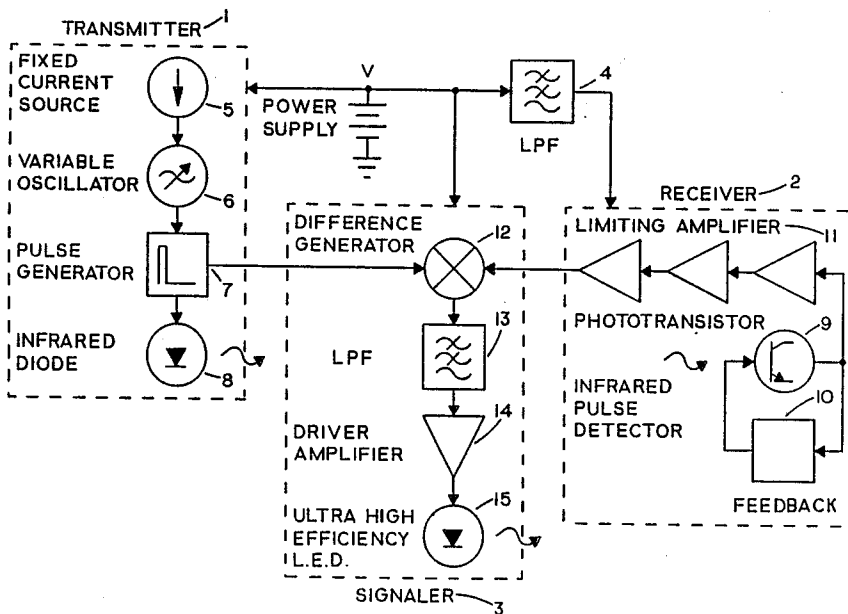 TRANSMITTER 1
FIXED
CURRENT
SOURCE
5
VARIABLE
OSCILLATOR
6
PULSE
GENERATOR
7
INFRARED
DIODE
8
V
POWER
SUPPLY
4
LPF
DIFFERENCE
GENERATOR
12
13
LPF
14
DRIVER
AMPLIFIER
15
ULTRA HIGH
EFFICIENCY
L.E.D.
SIGNALER
3
RECEIVER 2
LIMITING AMPLIFIER 11
PHOTOTRANSISTOR
9
INFRARED
PULSE
DETECTOR
10
FEEDBACK